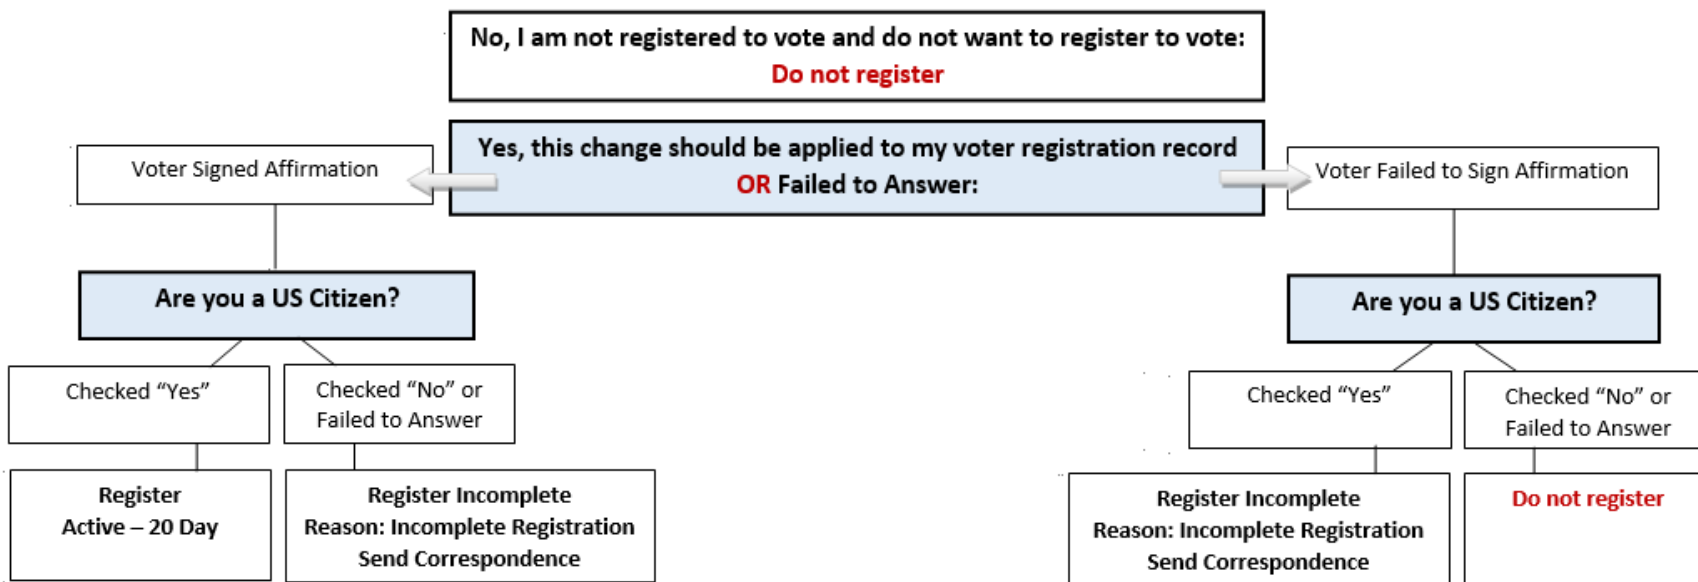 No, I am not registered to vote and do not want to register to vote:
Do not register
Yes, this change should be applied to my voter registration record
OR Failed to Answer:
Voter Signed Affirmation
Voter Failed to Sign Affirmation
Are you a US Citizen?
Are you a US Citizen?
Checked “Yes”
Checked “No” or
Failed to Answer
Checked “Yes”
Checked “No” or
Failed to Answer
Register
Active – 20 Day
Register Incomplete
Reason: Incomplete Registration
Send Correspondence
Register Incomplete
Reason: Incomplete Registration
Send Correspondence
Do not register